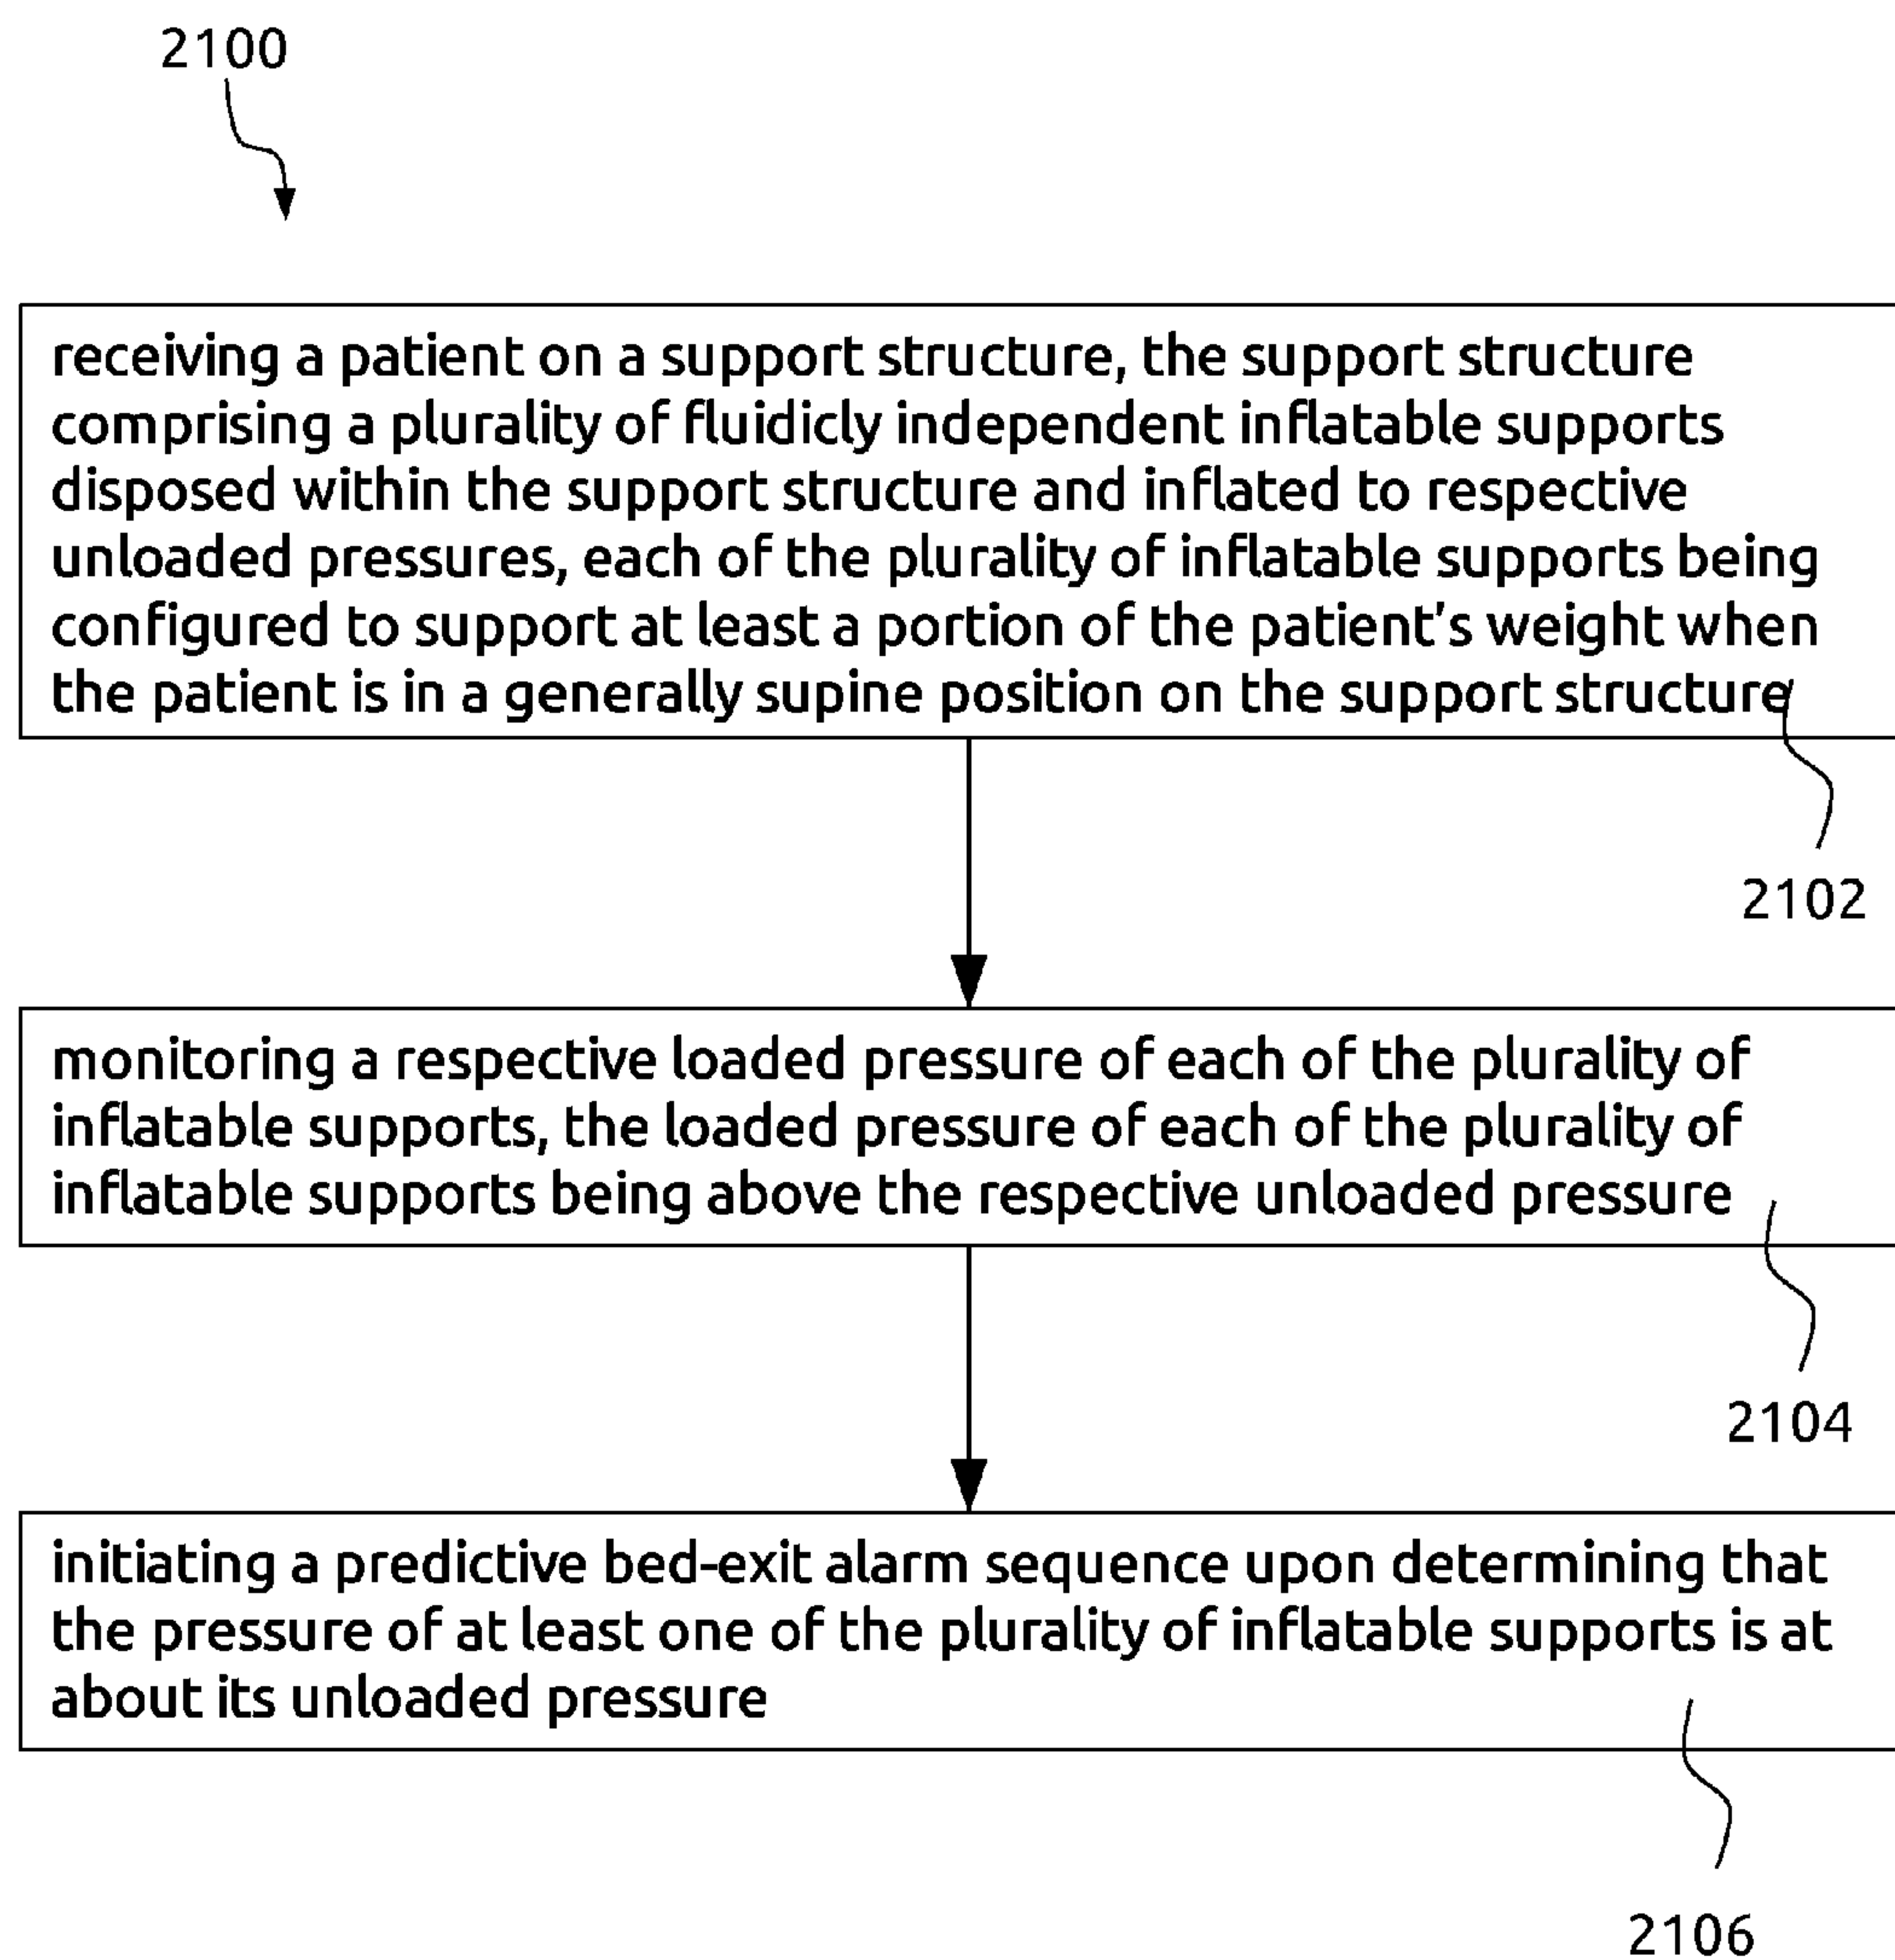 2100
receiving a patient on a support structure, the support structure
comprising a plurality of fluidicly independent inflatable supports
disposed within the support structure and inflated to respective
unloaded pressures, each of the plurality of inflatable supports being
configured to support at least a portion of the patient's weight when
the patient is in a generally supine position on the support structure
2102
monitoring a respective loaded pressure of each of the plurality of
inflatable supports, the loaded pressure of each of the plurality of
inflatable supports being above the respective unloaded pressure
2104
initiating a predictive bed-exit alarm sequence upon determining that
the pressure of at least one of the plurality of inflatable supports is at
about its unloaded pressure
2106